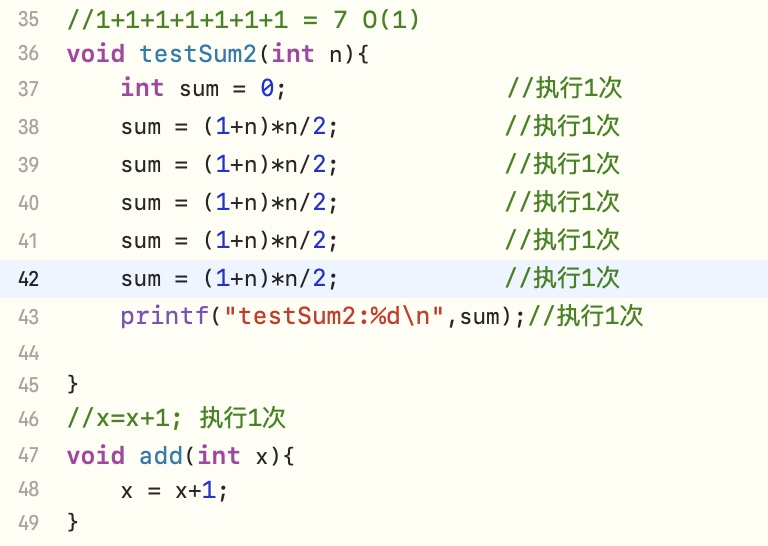 35 //1+1+1+1+1+1+1 = 7 O(1)
36 void testSum2(int n){
37 int sum = 0; //执行1次
38 sum = (1+n)*n/2; //执行1次
39 sum = (1+n)*n/2; //执行1次
40 sum = (1+n)*n/2; //执行1次
41 sum = (1+n)*n/2; //执行1次
42 sum = (1+n)*n/2; //执行1次
43 printf("testSum2:%d\n",sum);//执行1次
44
45 }
46 //x=x+1; 执行1次
47 void add(int x){
48 x = x+1;
49 }